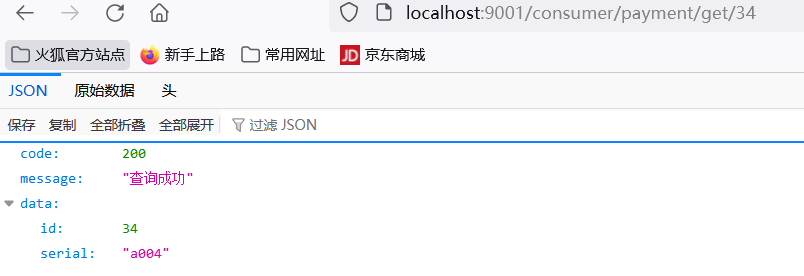 localhost:9001/consumer/payment/get/34
火狐官方站点 新手上路 常用网址 JD 京东商城
JSON 原始数据 头
保存 复制 全部折叠 全部展开 过滤 JSON
code: 200
message: "查询成功"
data:
id: 34
serial: "a004"